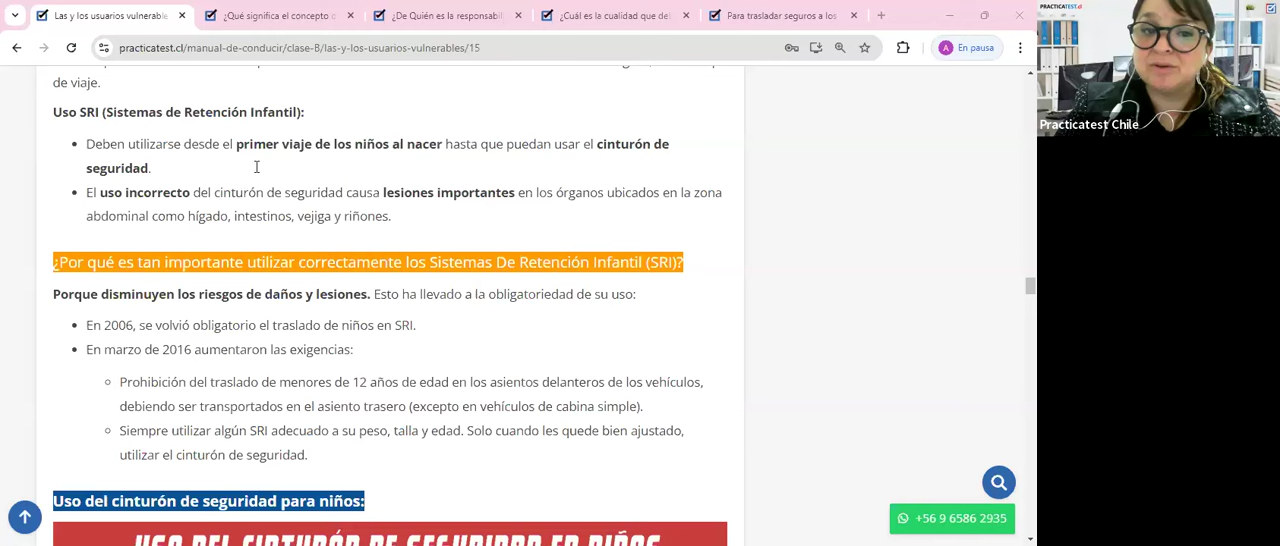 Las y los usuarios vulnerable
¿Qué significa el concepto d
¿De Quién es la responsabil
¿Cuál es la cualidad que de
Para trasladar seguros a los
practicatest.cl/manual-de-conducir/clase-B/las-y-los-usuarios-vulnerables/15
A
En pausa
PRACTICATEST.cl
Practicatest Chile
de viaje.
Uso SRI (Sistemas de Retención Infantil):
Deben utilizarse desde el primer viaje de los niños al nacer hasta que puedan usar el cinturón de
seguridad.
El uso incorrecto del cinturón de seguridad causa lesiones importantes en los órganos ubicados en la zona
abdominal como hígado, intestinos, vejiga y riñones.
¿Por qué es tan importante utilizar correctamente los Sistemas De Retención Infantil (SRI)?
Porque disminuyen los riesgos de daños y lesiones. Esto ha llevado a la obligatoriedad de su uso:
En 2006, se volvió obligatorio el traslado de niños en SRI.
En marzo de 2016 aumentaron las exigencias:
Prohibición del traslado de menores de 12 años de edad en los asientos delanteros de los vehículos,
debiendo ser transportados en el asiento trasero (excepto en vehículos de cabina simple).
Siempre utilizar algún SRI adecuado a su peso, talla y edad. Solo cuando les quede bien ajustado,
utilizar el cinturón de seguridad.
Uso del cinturón de seguridad para niños:
+56 9 6586 2935
USO DEL CINTURÓN DE SEGURIDAD EN NIÑOS